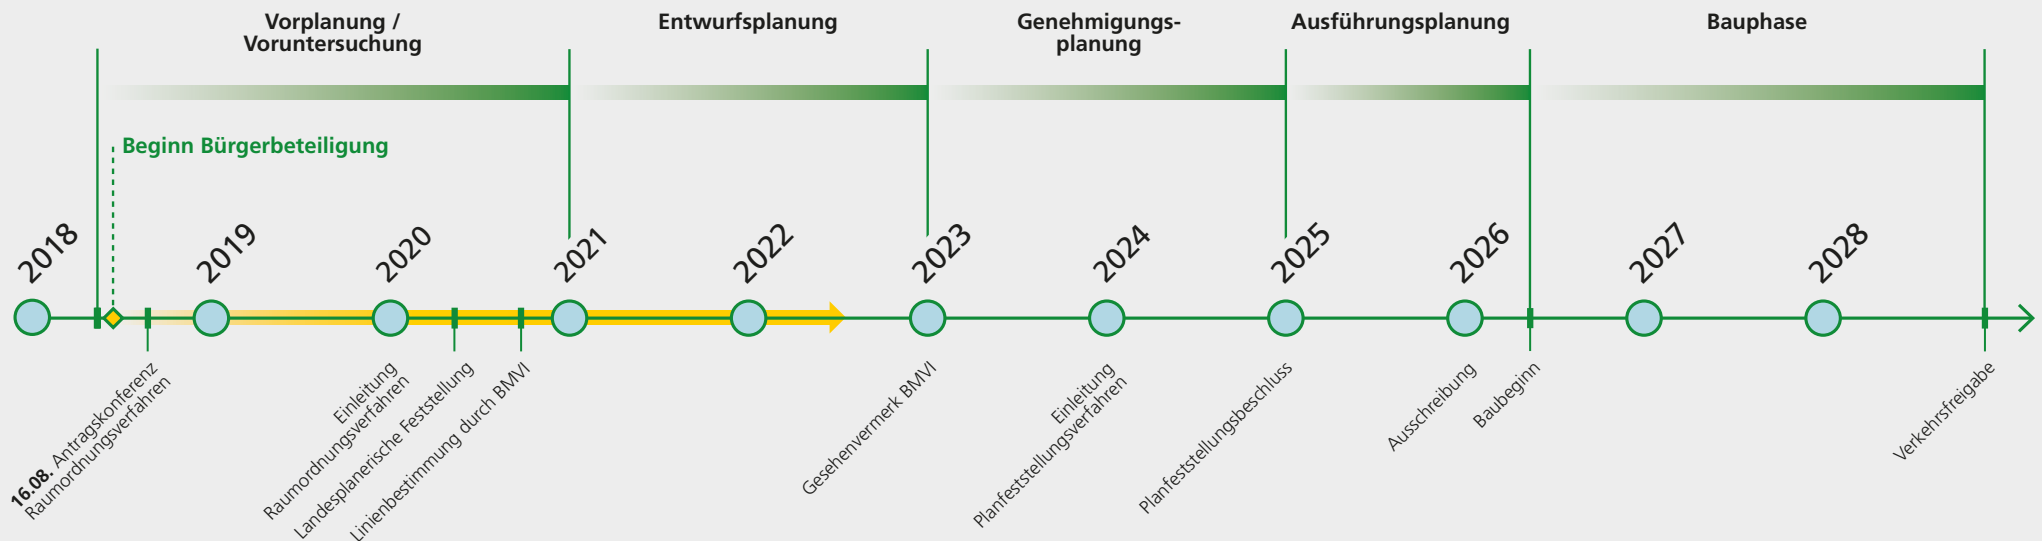 Vorplanung /
Voruntersuchung
Entwurfsplanung
Genehmigungs-
planung
Ausführungsplanung
Bauphase
Beginn Bürgerbeteiligung
2018
2019
2020
2021
2022
2023
2024
2025
2026
2027
2028
16.08. Antragskonferenz
Raumordnungsverfahren
Einleitung
Raumordnungsverfahren
Landesplanerische Feststellung
Linienbestimmung durch BMVI
Gesehenvermerk BMVI
Einleitung
Planfeststellungsverfahren
Planfeststellungsbeschluss
Ausschreibung
Baubeginn
Verkehrsfreigabe